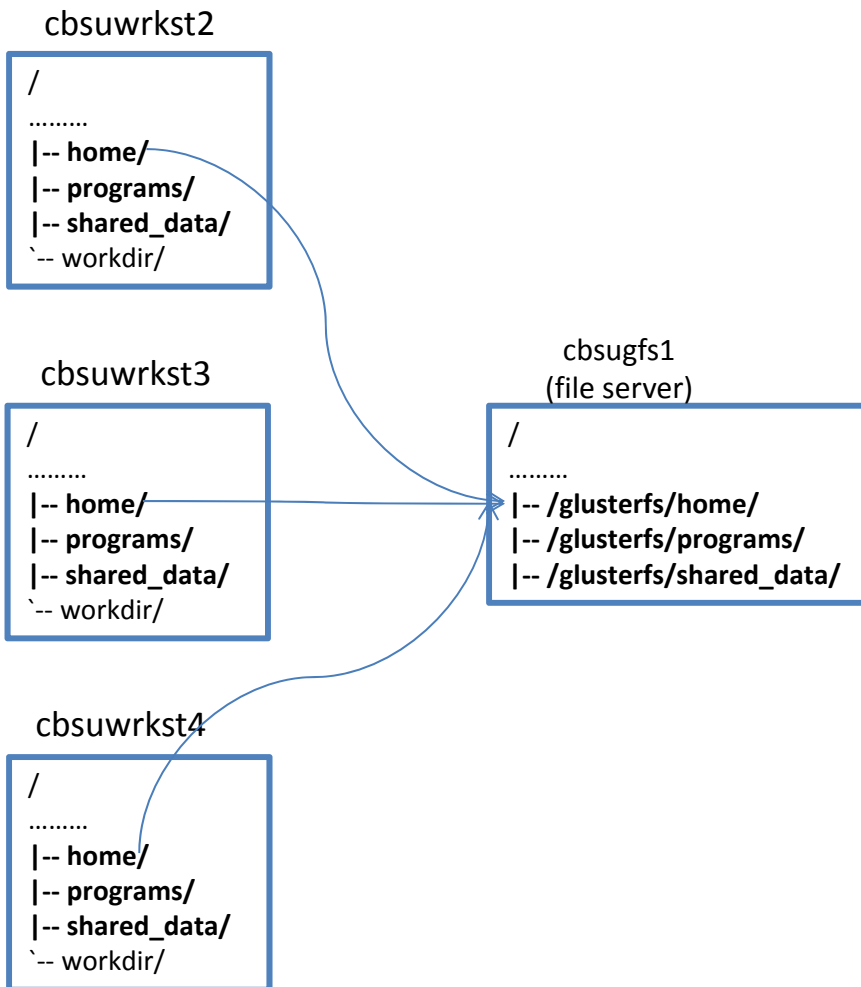 cbsuwrkst2
/
………
|-- home/
|-- programs/
|-- shared_data/
`-- workdir/
cbsuwrkst3
/
………
|-- home/
|-- programs/
|-- shared_data/
`-- workdir/
cbsuwrkst4
/
………
|-- home/
|-- programs/
|-- shared_data/
`-- workdir/
cbsugfs1
(file server)
/
………
|-- /glusterfs/home/
|-- /glusterfs/programs/
|-- /glusterfs/shared_data/